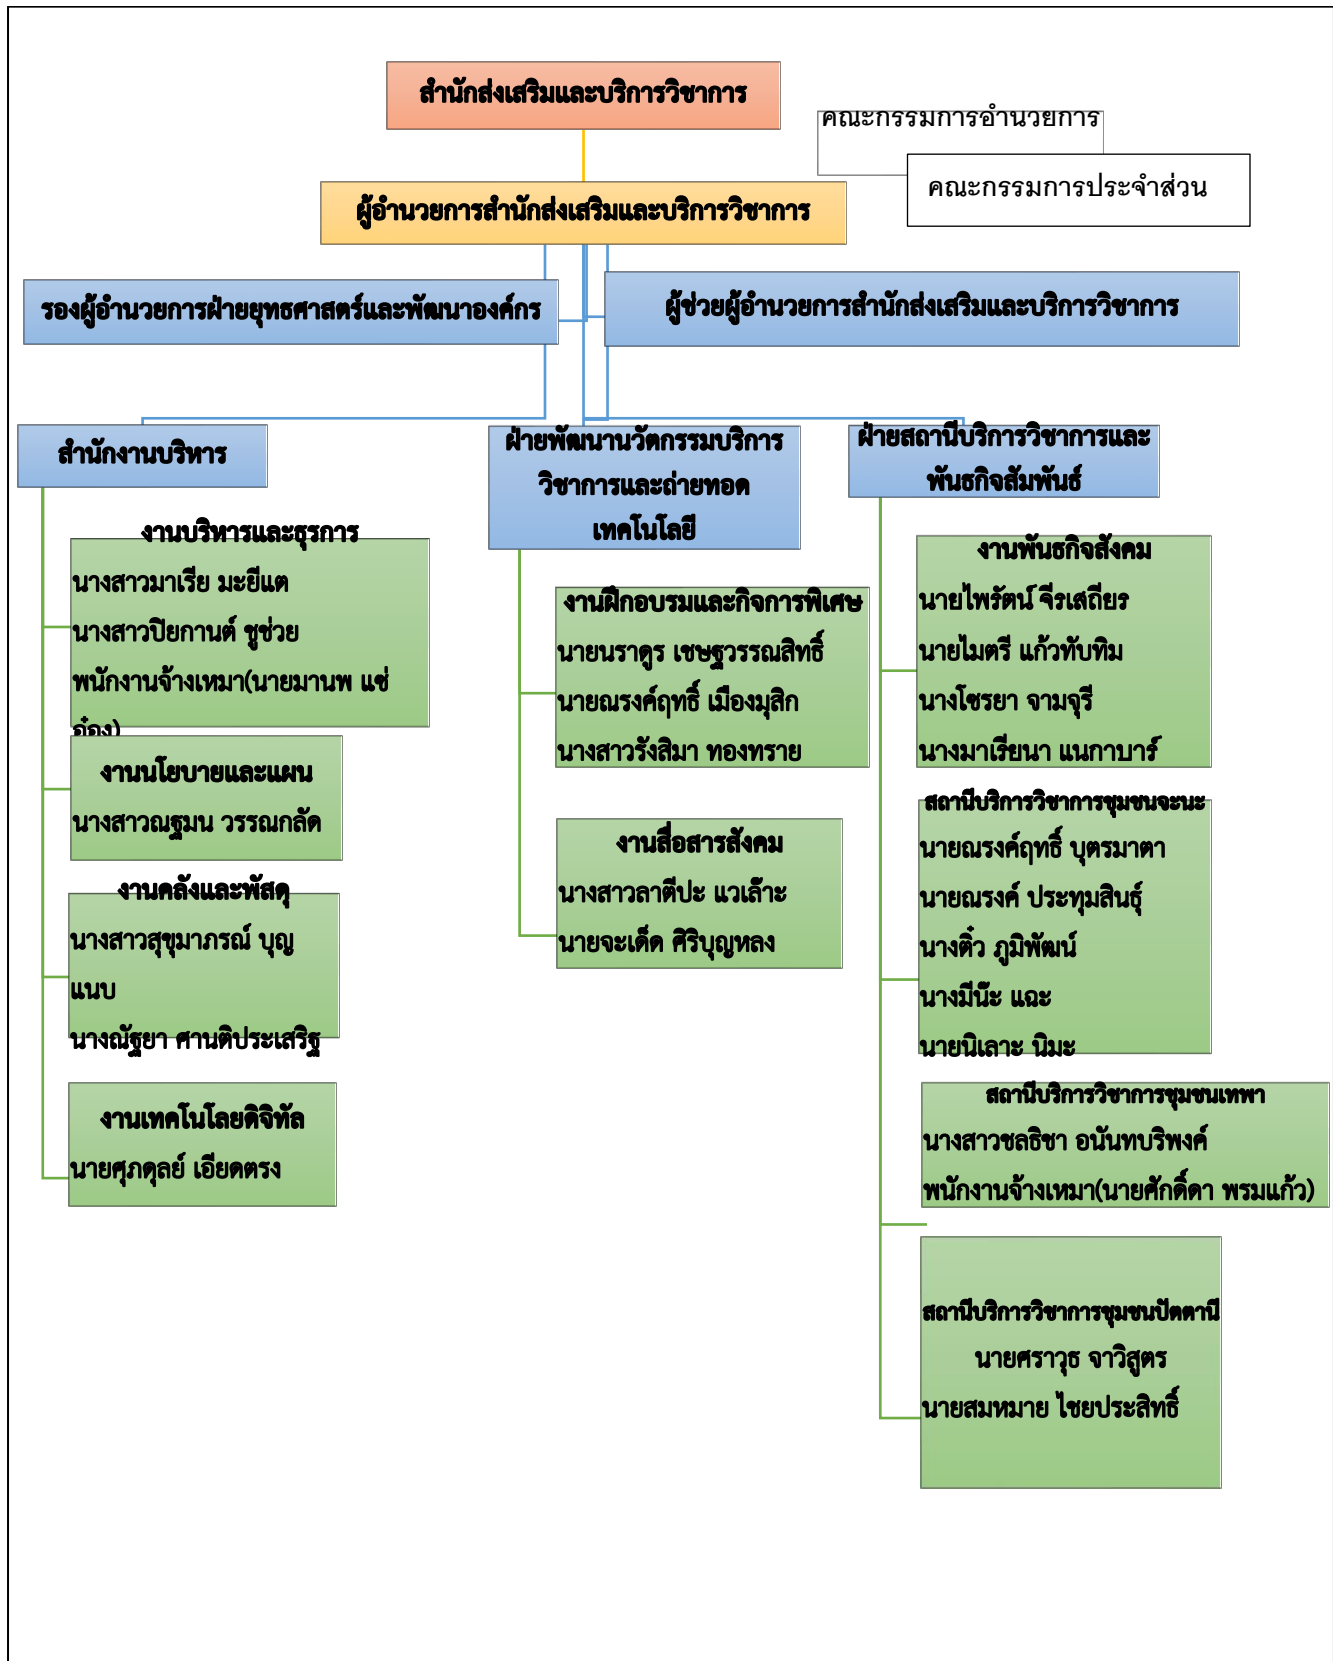 สำนักส่งเสริมและบริการวิชาการ
คณะกรรมการอำนวยการ
คณะกรรมการประจำส่วน
ผู้อำนวยการสำนักส่งเสริมและบริการวิชาการ
รองผู้อำนวยการฝ่ายยุทธศาสตร์และพัฒนาองค์กร
ผู้ช่วยผู้อำนวยการสำนักส่งเสริมและบริการวิชาการ
สำนักงานบริหาร
งานบริหารและธุรการ
นางสาวมาเรีย มะยีแต
นางสาวปิยกานต์ ชูช่วย
พนักงานจ้างเหมา(นายมานพ แซ่
อ๋อง)
งานนโยบายและแผน
นางสาวณฐมน วรรณกลัด
งานคลังและพัสดุ
นางสาวสุขุมาภรณ์ บุญ
แนบ
นางณัฐยา ศานติประเสริฐ
งานเทคโนโลยดิจิทัล
นายศุภดุลย์ เอียดตรง
ฝ่ายพัฒนานวัตกรรมบริการ
วิชาการและถ่ายทอด
เทคโนโลยี
งานฝึกอบรมและกิจการพิเศษ
นายนราดูร เชษฐวรรณสิทธิ์
นายณรงค์ฤทธิ์ เมืองมุสิก
นางสาวรังสิมา ทองทราย
งานสื่อสารสังคม
นางสาวลาตีปะ แวเล๊าะ
นายจะเด็ด ศิริบุญหลง
ฝ่ายสถานีบริการวิชาการและ
พันธกิจสัมพันธ์
งานพันธกิจสังคม
นายไพรัตน์ จีรเสถียร
นายไมตรี แก้วทับทิม
นางโซรยา จามจุรี
นางมาเรียนา แนกาบาร์
สถานีบริการวิชาการชุมชนจะนะ
นายณรงค์ฤทธิ์ บุตรมาตา
นายณรงค์ ประทุมสินธุ์
นางติ๋ว ภูมิพัฒน์
นางมีน๊ะ แฉะ
นายนิเลาะ นิมะ
สถานีบริการวิชาการชุมชนเทพา
นางสาวชลธิชา อนันทบริพงค์
พนักงานจ้างเหมา(นายศักดิ์ดา พรมแก้ว)
สถานีบริการวิชาการชุมชนปัตตานี
นายศราวุธ จาวิสูตร
นายสมหมาย ไชยประสิทธิ์